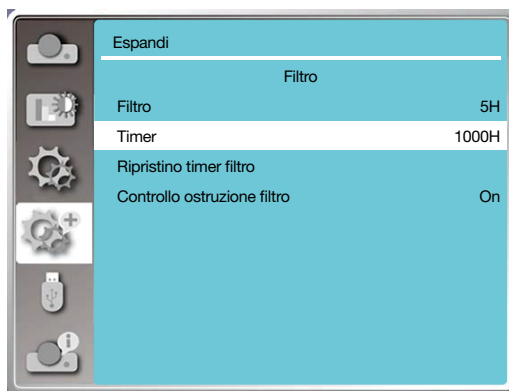 Espandi
Filtro
Filtro 5H
Timer 1000H
Ripristino timer filtro
Controllo ostruzione filtro On